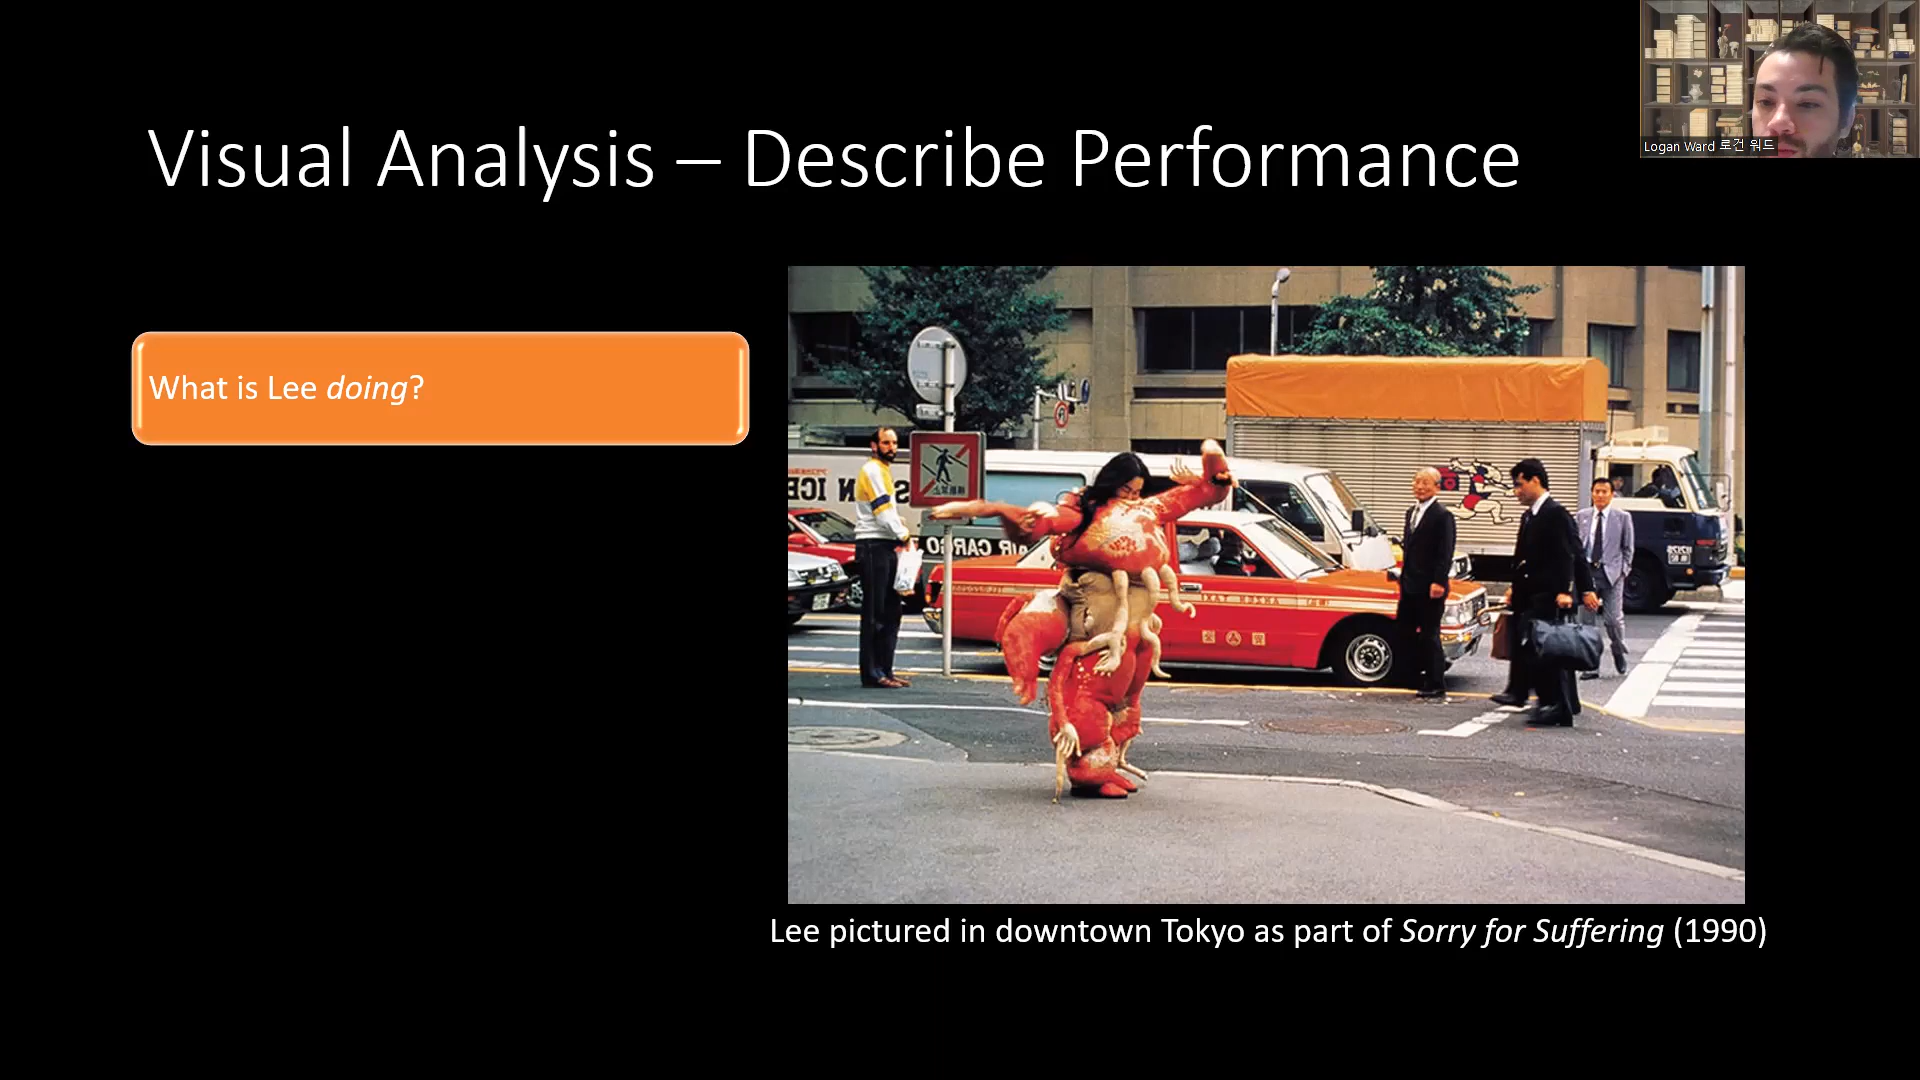 Visual Analysis – Describe Performance
Logan Ward 로건 워드
What is Lee doing?
Lee pictured in downtown Tokyo as part of Sorry for Suffering (1990)